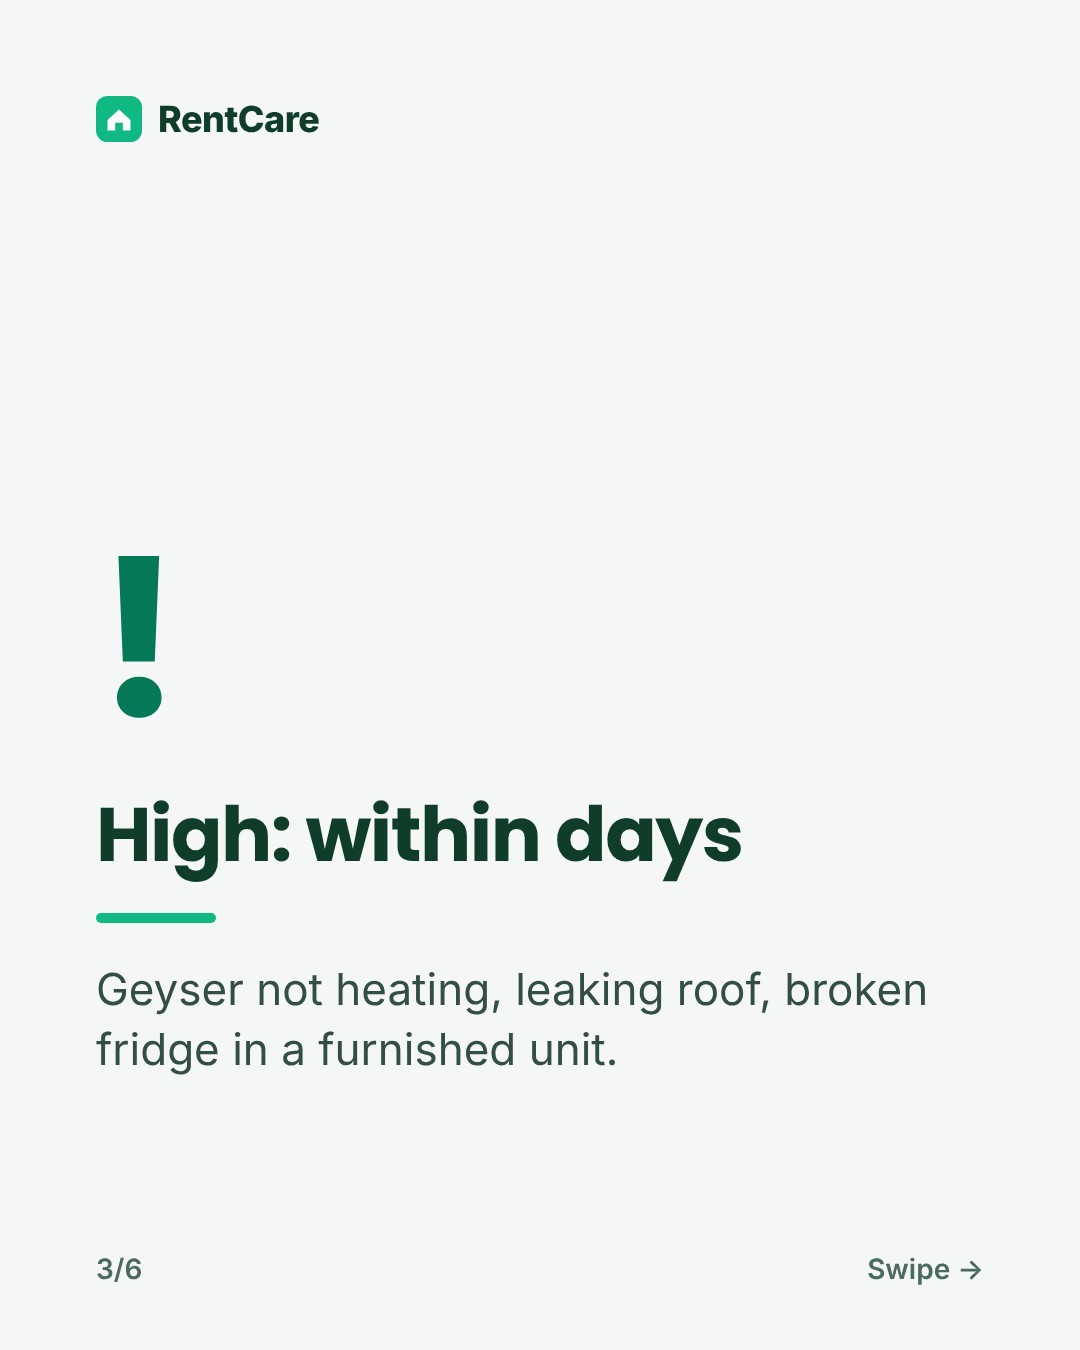 RentCare
!
High: within days
Geyser not heating, leaking roof, broken
fridge in a furnished unit.
3/6
Swipe →